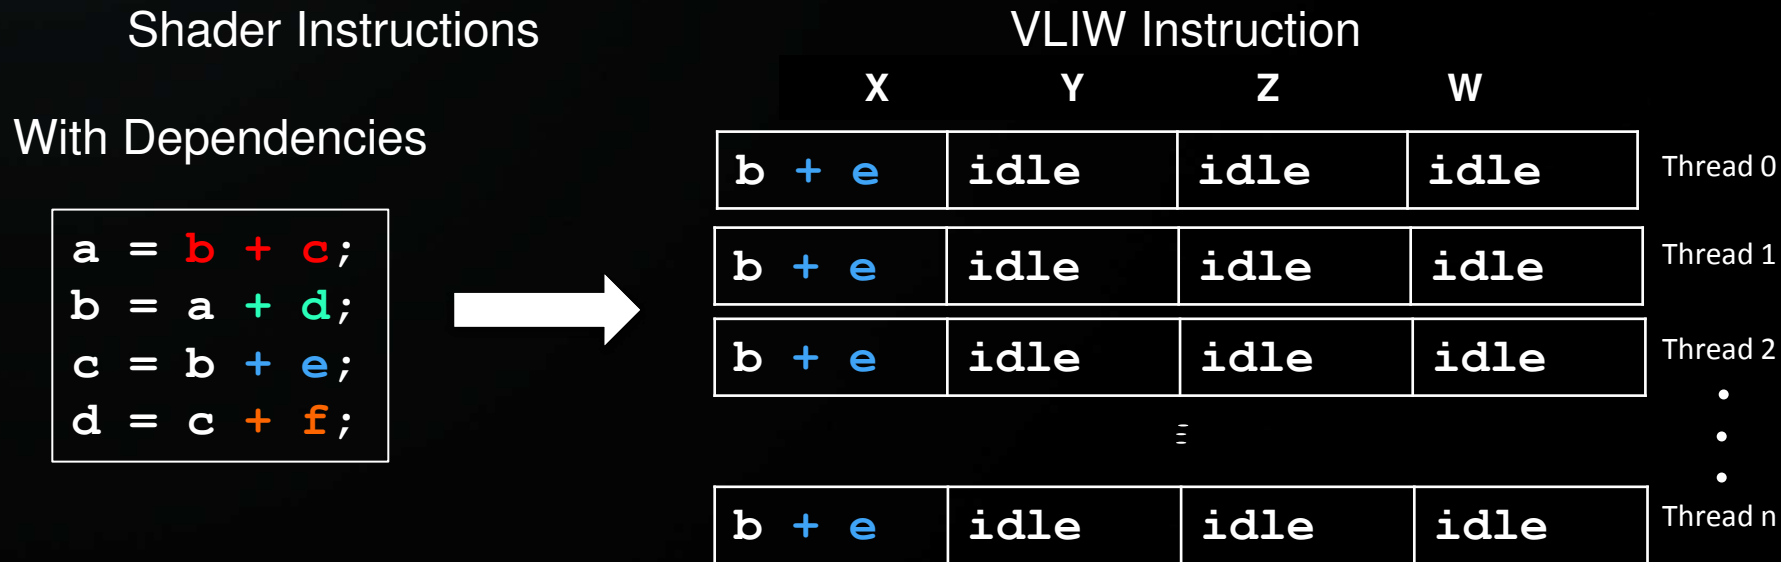 Shader Instructions
VLIW Instruction
With Dependencies
a = b + c;
b = a + d;
c = b + e;
d = c + f;
X Y Z W
b + e idle idle idle Thread 0
b + e idle idle idle Thread 1
b + e idle idle idle Thread 2
b + e idle idle idle Thread n